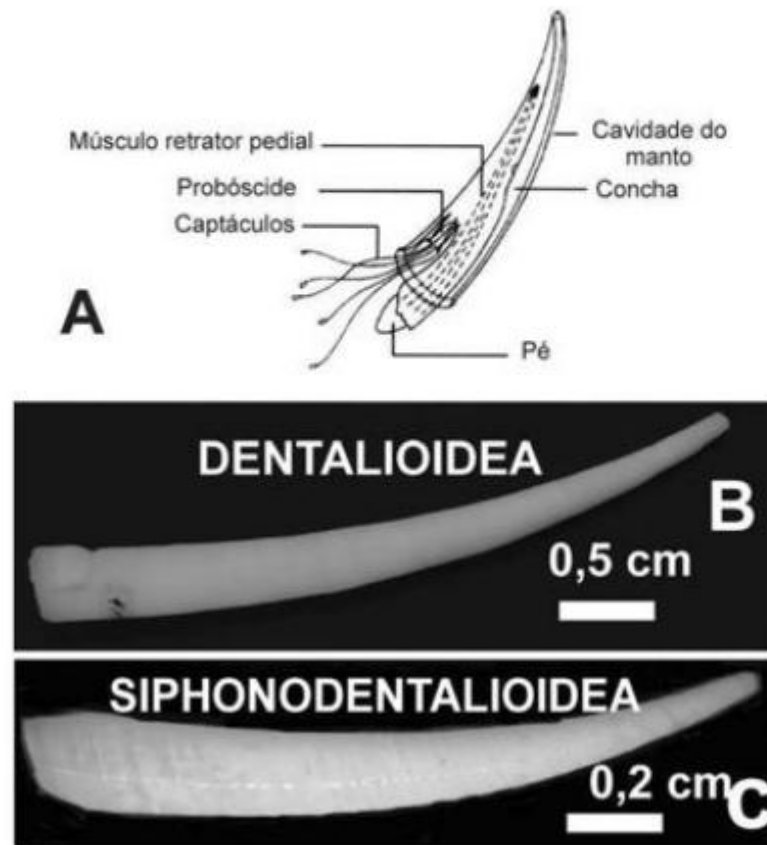 Músculo retrator pedial
Probóscide
Captáculos
Cavidade do
manto
Concha
A
Pé
DENTALIOIDEA
B
0,5 cm
SIPHONODENTALIOIDEA
0,2 cm
C